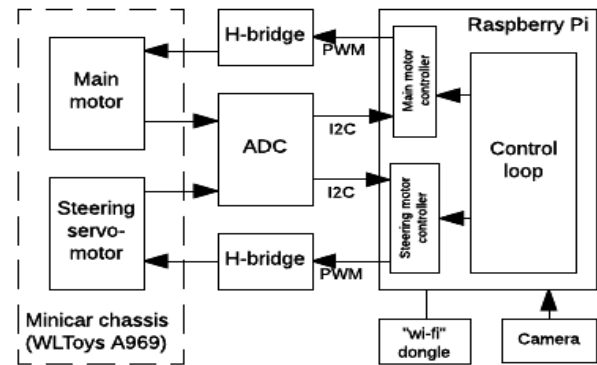 H-bridge
PWM
Raspberry Pi
Main
motor
Main motor
controller
ADC
I2C
I2C
Control
loop
Steering
servo-
motor
Steering motor
controller
H-bridge
PWM
Minicar chassis
(WLToys A969)
"wi-fi"
dongle
Camera